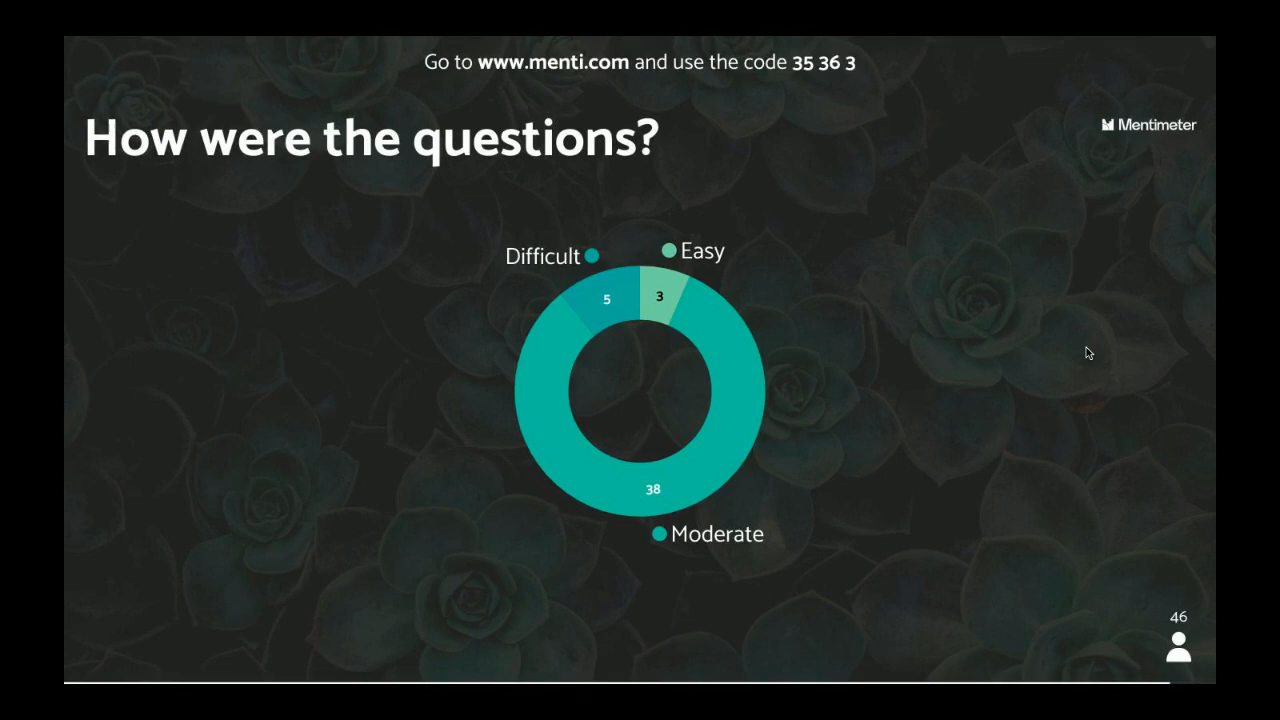 Go to www.menti.com and use the code 35 36 3
How were the questions?
Mentimeter
Difficult
Easy
5
3
38
Moderate
46